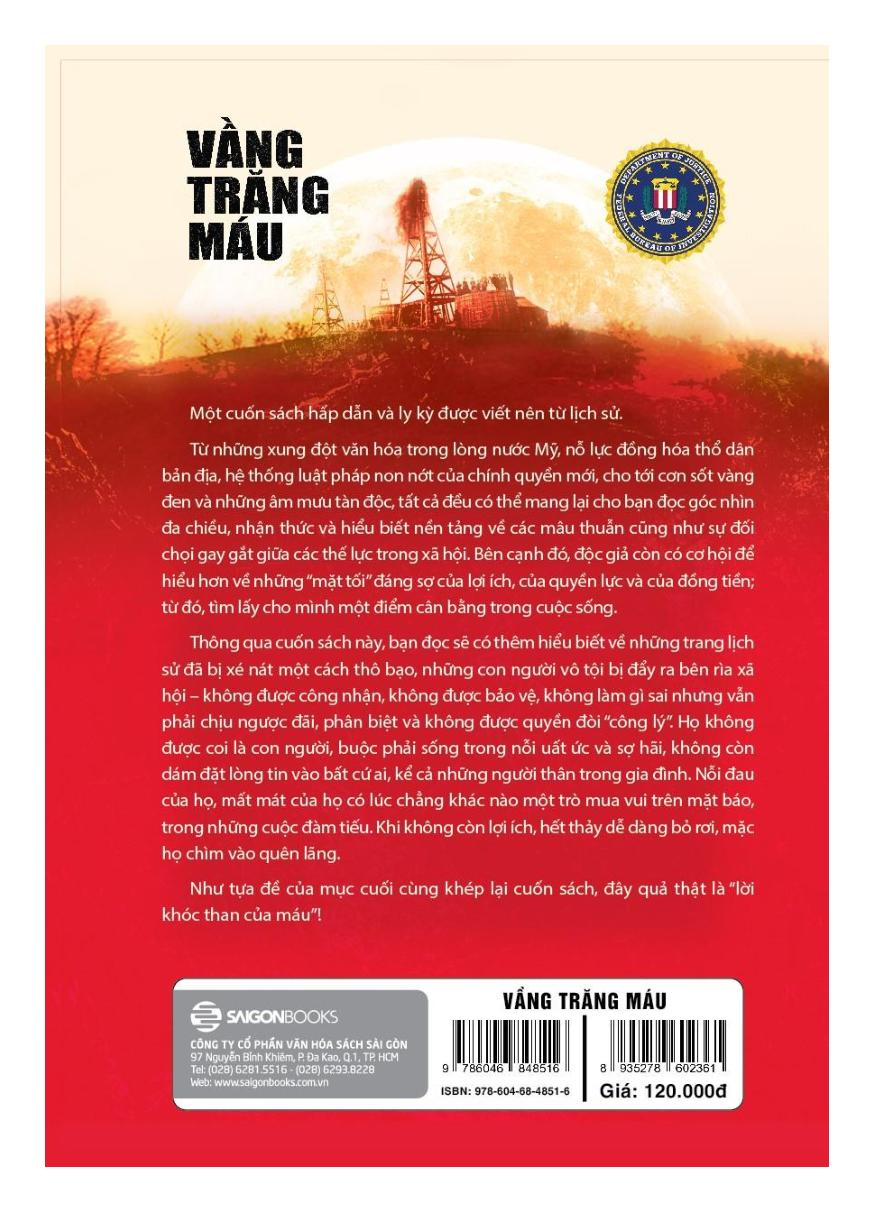 VẦNG
TRĂNG
MÁU
DEPARTMENT OF JUSTICE
FEDERAL BUREAU OF INVESTIGATION
Một cuốn sách hấp dẫn và ly kỳ được viết nên từ lịch sử.
Từ những xung đột văn hóa trong lòng nước Mỹ, nỗ lực đồng hóa thổ dân
bản địa, hệ thống luật pháp non nớt của chính quyền mới, cho tới cơn sốt vàng
đen và những âm mưu tàn độc, tất cả đều có thể mang lại cho bạn đọc góc nhìn
đa chiều, nhận thức và hiểu biết nền tảng về các mâu thuẫn cũng như sự đối
chọi gay gắt giữa các thế lực trong xã hội. Bên cạnh đó, độc giả còn có cơ hội để
hiểu hơn về những “mặt tối” đáng sợ của lợi ích, của quyền lực và của đồng tiền;
từ đó, tìm lấy cho mình một điểm cân bằng trong cuộc sống.
Thông qua cuốn sách này, bạn đọc sẽ có thêm hiểu biết về những trang lịch
sử đã bị xé nát một cách thô bạo, những con người vô tội bị đẩy ra bên rìa xã
hội – không được công nhận, không được bảo vệ, không làm gì sai nhưng vẫn
phải chịu ngược đãi, phân biệt và không được quyền đòi “công lý”. Họ không
được coi là con người, buộc phải sống trong nỗi uất ức và sợ hãi, không còn
dám đặt lòng tin vào bất cứ ai, kể cả những người thân trong gia đình. Nỗi đau
của họ, mất mát của họ có lúc chẳng khác nào một trò mua vui trên mặt báo,
trong những cuộc đàm tiếu. Khi không còn lợi ích, hết thảy dễ dàng bỏ rơi, mặc
họ chìm vào quên lãng.
Như tựa đề của mục cuối cùng khép lại cuốn sách, đây quả thật là “lời
khóc than của máu”!
SAIGONBOOKS
CÔNG TY CỔ PHẦN VĂN HÓA SÁCH SÀI GÒN
97 Nguyễn Bỉnh Khiêm, P. Đa Kao, Q.1, TP. HCM
Tel: (028) 6281.5516 - (028) 6293.8228
Web: www.saigonbooks.com.vn
VẦNG TRĂNG MÁU
9 786046 848516
ISBN: 978-604-68-4851-6
8 935278 602361
Giá: 120.000đ